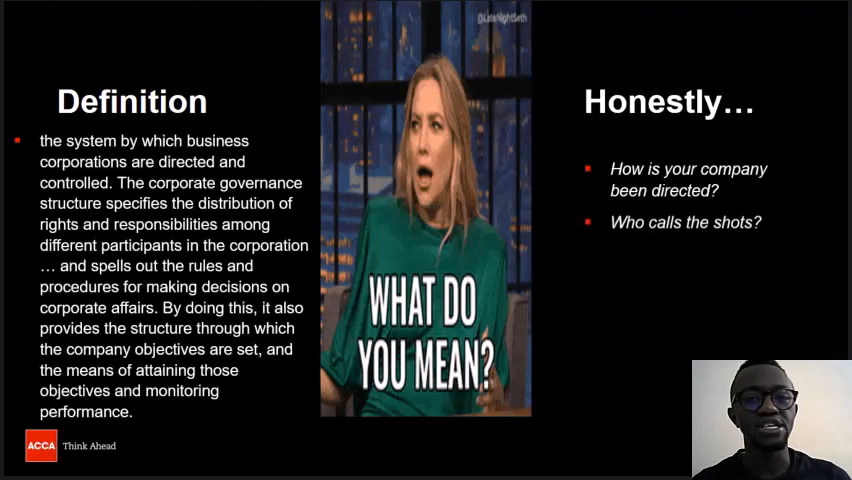 @LateNightSeth
Definition
the system by which business
corporations are directed and
controlled. The corporate governance
structure specifies the distribution of
rights and responsibilities among
different participants in the corporation
… and spells out the rules and
procedures for making decisions on
corporate affairs. By doing this, it also
provides the structure through which
the company objectives are set, and
the means of attaining those
objectives and monitoring
performance.
WHAT DO
YOU MEAN?
Honestly…
How is your company
been directed?
Who calls the shots?
ACCA Think Ahead